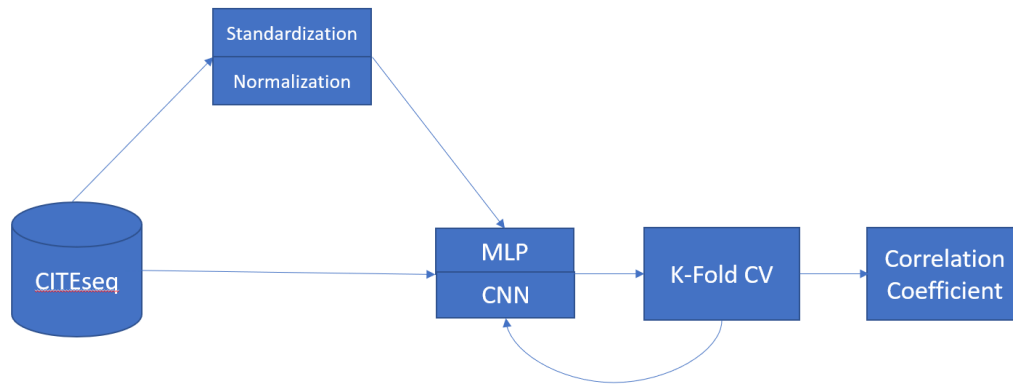 Standardization
Normalization
CITEseq
MLP
CNN
K-Fold CV
Correlation
Coefficient